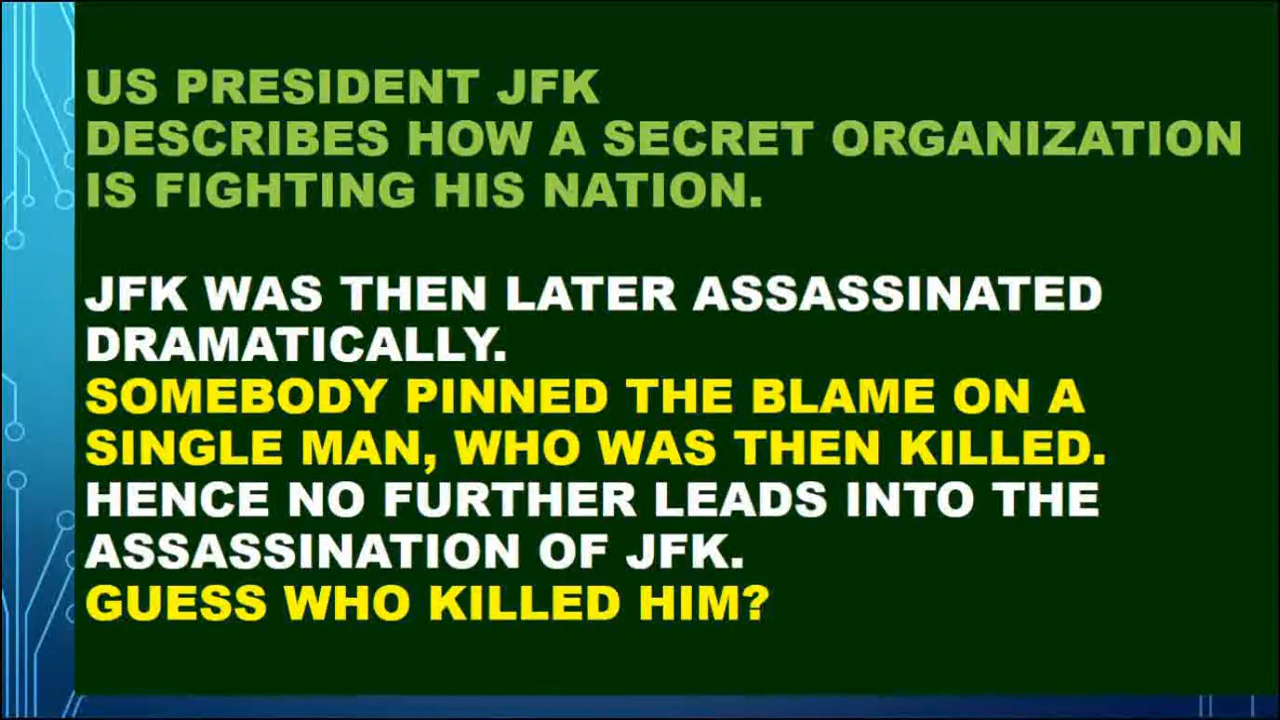 US PRESIDENT JFK
DESCRIBES HOW A SECRET ORGANIZATION
IS FIGHTING HIS NATION.
JFK WAS THEN LATER ASSASSINATED
DRAMATICALLY.
SOMEBODY PINNED THE BLAME ON A
SINGLE MAN, WHO WAS THEN KILLED.
HENCE NO FURTHER LEADS INTO THE
ASSASSINATION OF JFK.
GUESS WHO KILLED HIM?